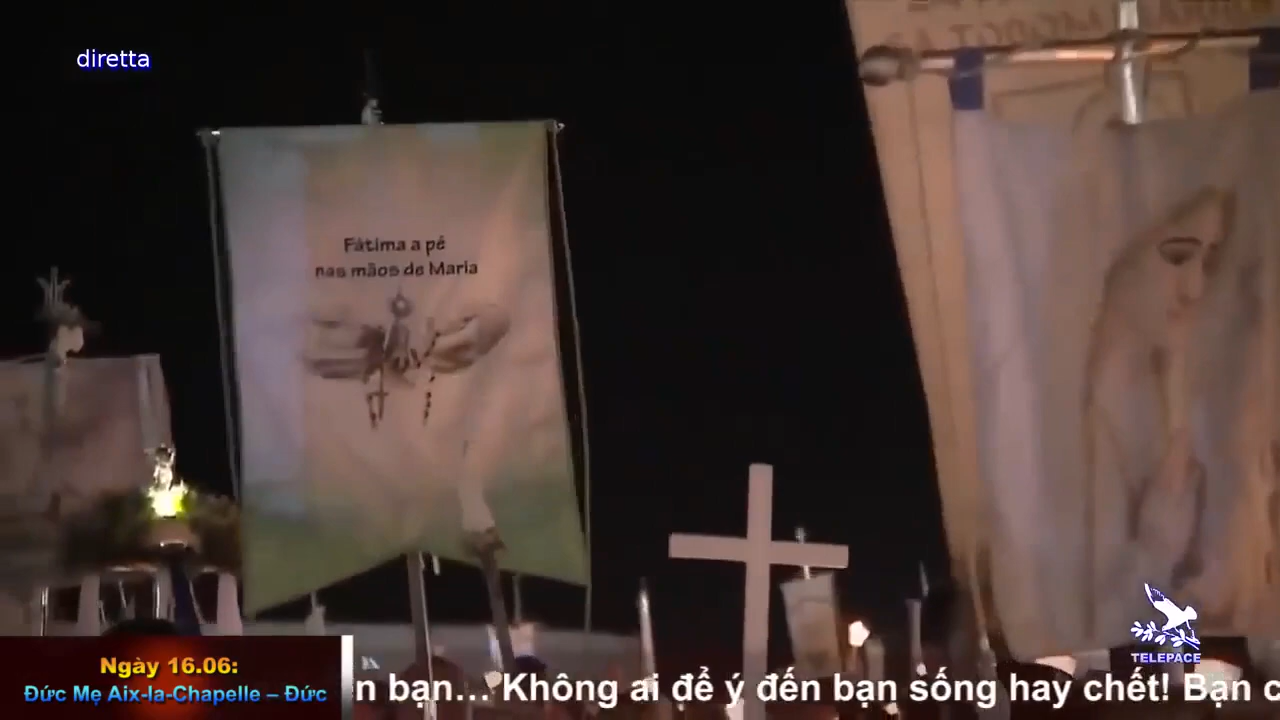 diretta
Fátima a pé
nas mãos de Maria
TELEPACE
Ngày 16.06:
Đức Mẹ Aix-la-Chapelle – Đức
n bạn... Không ai để ý đến bạn sống hay chết! Bạn c